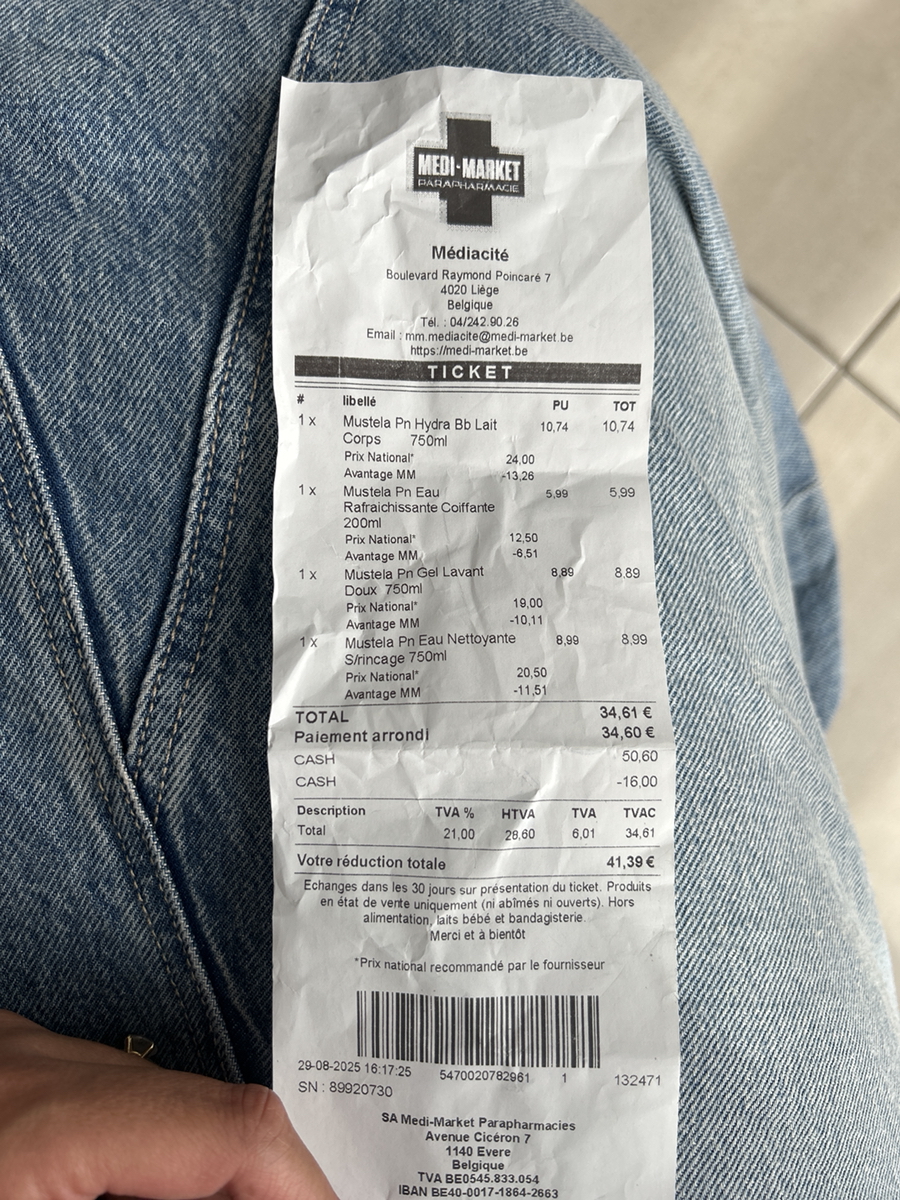 MEDI-MARKET
PARAPHARMACIE
Médiacité
Boulevard Raymond Poincaré 7
4020 Liège
Belgique
Tél. : 04/242.90.26
Email : mm.mediacite@medi-market.be
https://medi-market.be
TICKET
# libellé PU TOT
1 x Mustela Pn Hydra Bb Lait 10,74 10,74
Corps 750ml
Prix National* 24,00
Avantage MM -13,26
1 x Mustela Pn Eau 5,99 5,99
Rafraichissante Coiffante
200ml
Prix National* 12,50
Avantage MM -6,51
1 x Mustela Pn Gel Lavant 8,89 8,89
Doux 750ml
Prix National* 19,00
Avantage MM -10,11
1 x Mustela Pn Eau Nettoyante 8,99 8,99
S/rincage 750ml
Prix National* 20,50
Avantage MM -11,51
TOTAL 34,61 €
Paiement arrondi 34,60 €
CASH 50,60
CASH -16,00
Description TVA % HTVA TVA TVAC
Total 21,00 28,60 6,01 34,61
Votre réduction totale 41,39 €
Echanges dans les 30 jours sur présentation du ticket. Produits
en état de vente uniquement (ni abîmés ni ouverts). Hors
alimentation, laits bébé et bandagisterie.
Merci et à bientôt
*Prix national recommandé par le fournisseur
29-08-2025 16:17:25 5470020782961 1 132471
SN : 89920730
SA Medi-Market Parapharmacies
Avenue Cicéron 7
1140 Evere
Belgique
TVA BE0545.833.054
IBAN BE40-0017-1864-2663